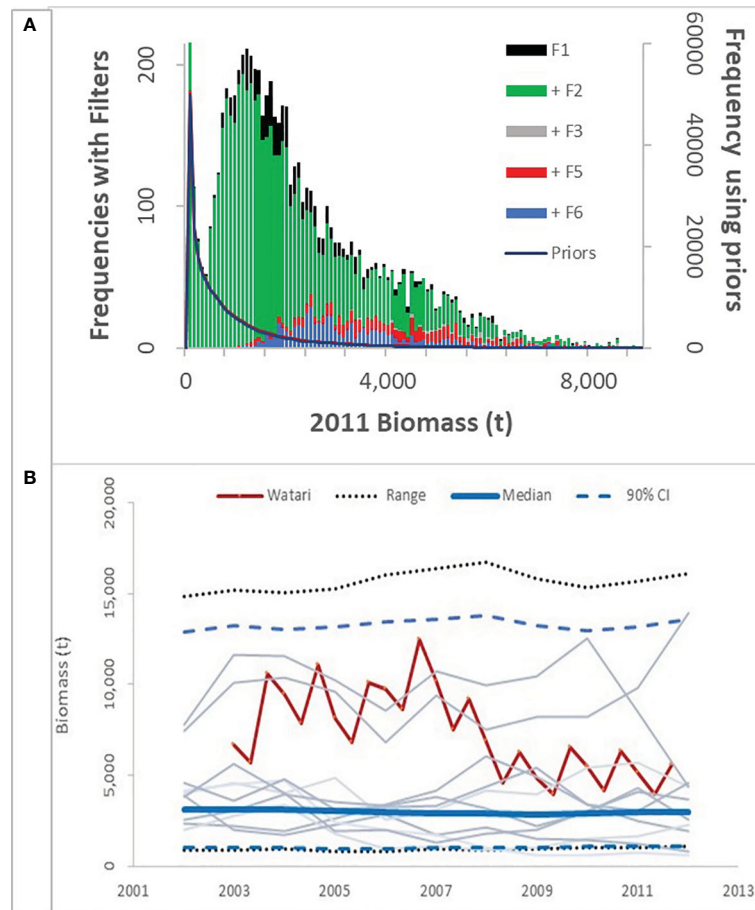 A
Frequencies with Filters
200
100
0
F1
+ F2
+ F3
+ F5
+ F6
Priors
60000
40000
20000
0
Frequency using priors
0 4,000 8,000
2011 Biomass (t)
B
Watari Range Median 90% CI
Biomass (t)
20,000
15,000
10,000
5,000
0
2001 2003 2005 2007 2009 2011 2013